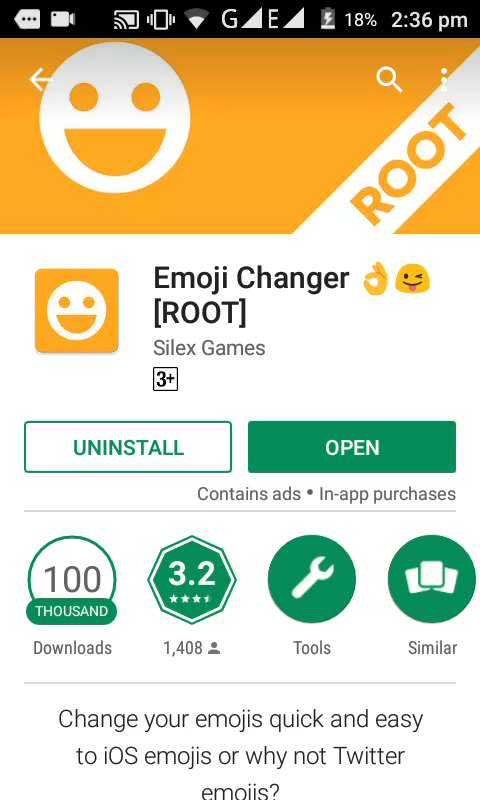 G E 18% 2:36 pm
ROOT
Emoji Changer 👌😜
[ROOT]
Silex Games
3+
UNINSTALL
OPEN
Contains ads • In-app purchases
100
THOUSAND
Downloads
3.2
1,408
Tools
Similar
Change your emojis quick and easy
to iOS emojis or why not Twitter
emojis?